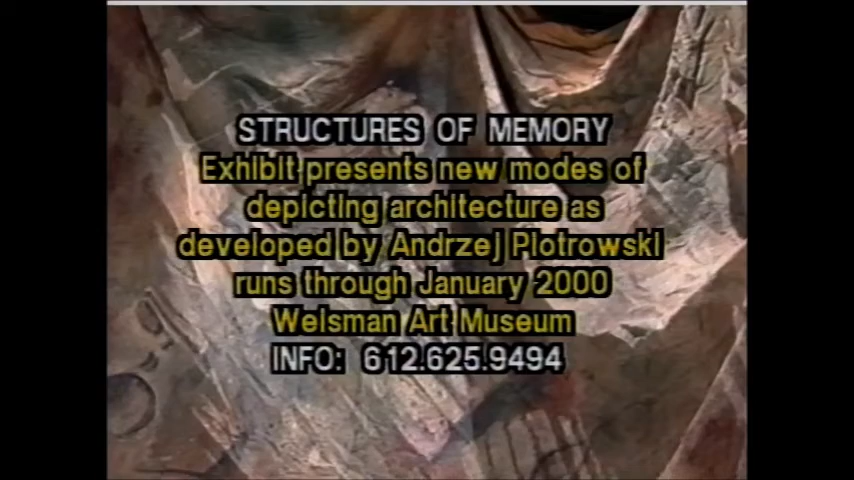 STRUCTURES OF MEMORY
Exhibit presents new modes of
depicting architecture as
developed by Andrzej Piotrowski
runs through January 2000
Weisman Art Museum
INFO: 612.625.9494